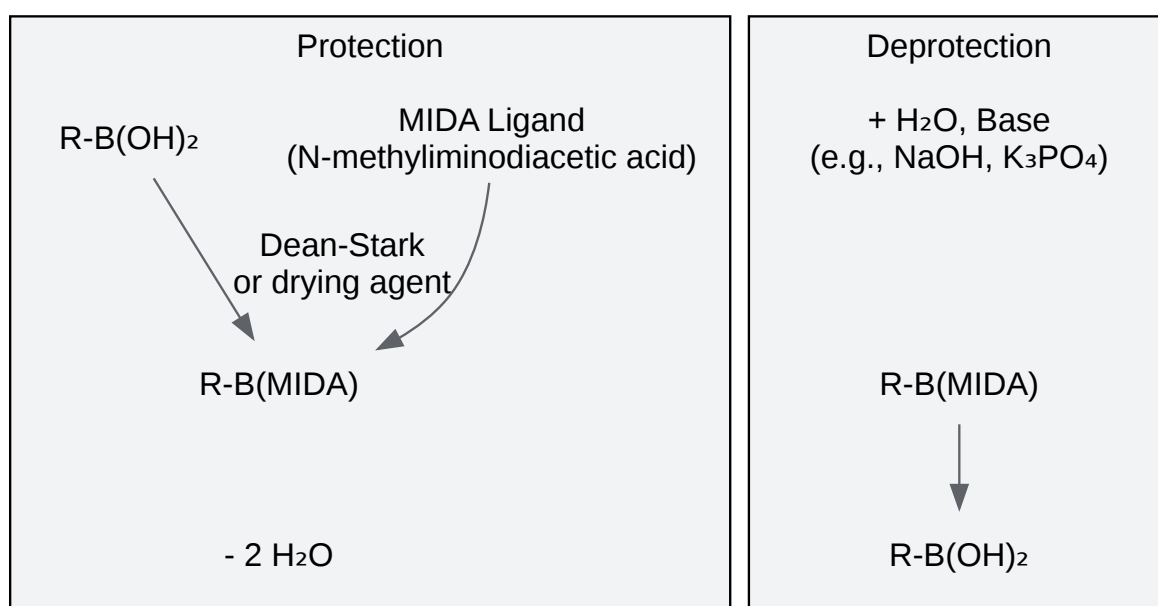 Protection
R-B(OH)₂
MIDA Ligand
(N-methyliminodiacetic acid)
Dean-Stark
or drying agent
R-B(MIDA)
- 2 H₂O
Deprotection
+ H₂O, Base
(e.g., NaOH, K₃PO₄)
R-B(MIDA)
R-B(OH)₂